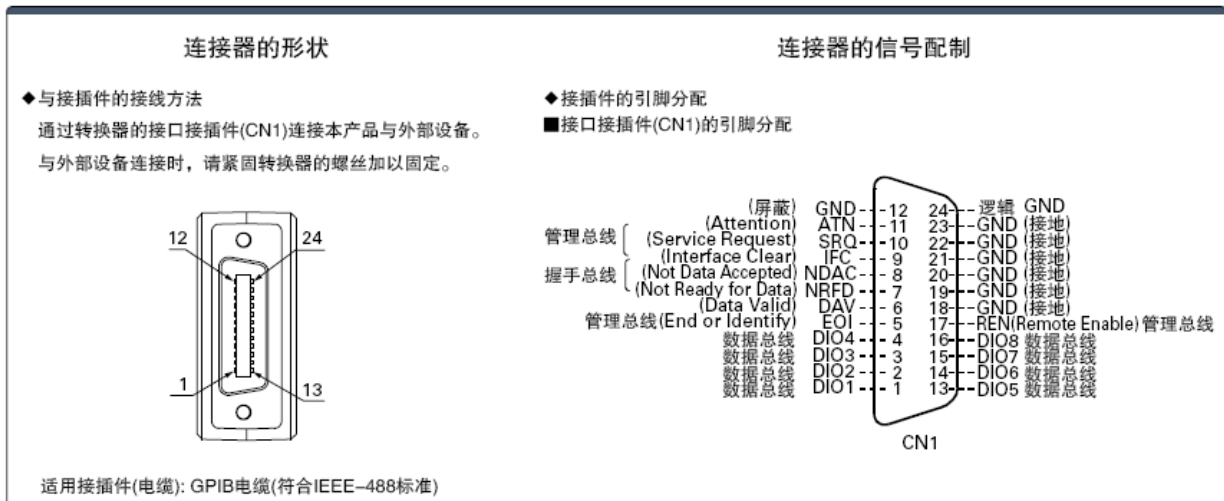 连接器的形状
◆与接插件的接线方法
通过转换器的接口接插件(CN1)连接本产品与外部设备。
与外部设备连接时，请紧固转换器的螺丝加以固定。
12 24
1 13
适用接插件(电缆): GPIB电缆(符合IEEE-488标准)
连接器的信号配制
◆接插件的引脚分配
■接口接插件(CN1)的引脚分配
(屏蔽) GND 12 24 逻辑 GND
(Attention) ATN 11 23 GND (接地)
管理总线 (Service Request) SRQ 10 22 GND (接地)
(Interface Clear) IFC 9 21 GND (接地)
握手总线 (Not Data Accepted) NDAC 8 20 GND (接地)
(Not Ready for Data) NRFD 7 19 GND (接地)
(Data Valid) DAV 6 18 GND (接地)
管理总线(End or Identify) EOI 5 17 REN(Remote Enable)管理总线
数据总线 DIO4 4 16 DIO8 数据总线
数据总线 DIO3 3 15 DIO7 数据总线
数据总线 DIO2 2 14 DIO6 数据总线
数据总线 DIO1 1 13 DIO5 数据总线
CN1